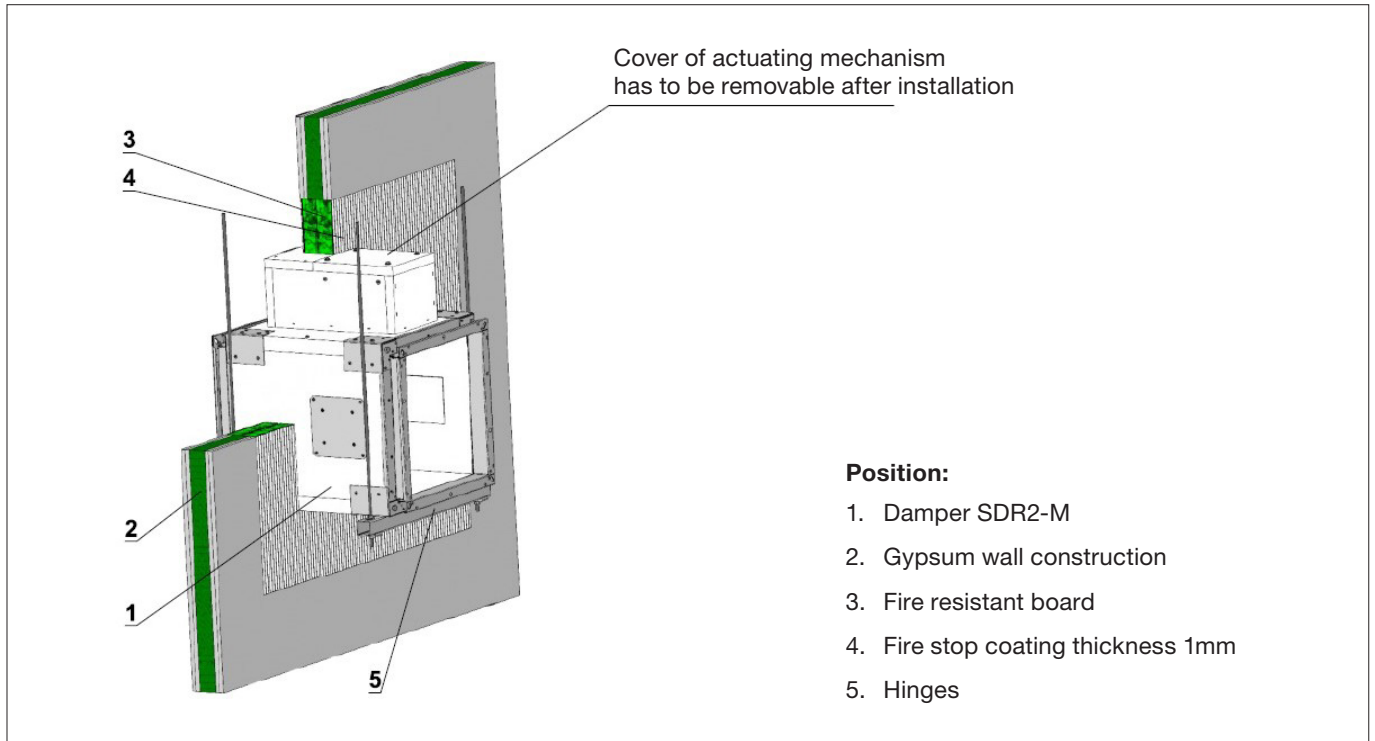 Cover of actuating mechanism
has to be removable after installation
3
4
2
1
5
Position:
1. Damper SDR2-M
2. Gypsum wall construction
3. Fire resistant board
4. Fire stop coating thickness 1mm
5. Hinges